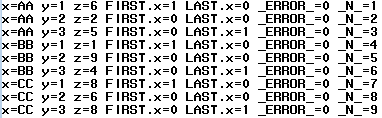 x=AA y=1 z=6 FIRST.x=1 LAST.x=0 _ERROR_=0 _N_=1
x=AA y=2 z=2 FIRST.x=0 LAST.x=0 _ERROR_=0 _N_=2
x=AA y=3 z=5 FIRST.x=0 LAST.x=1 _ERROR_=0 _N_=3
x=BB y=1 z=1 FIRST.x=1 LAST.x=0 _ERROR_=0 _N_=4
x=BB y=2 z=9 FIRST.x=0 LAST.x=0 _ERROR_=0 _N_=5
x=BB y=3 z=4 FIRST.x=0 LAST.x=1 _ERROR_=0 _N_=6
x=CC y=1 z=8 FIRST.x=1 LAST.x=0 _ERROR_=0 _N_=7
x=CC y=2 z=6 FIRST.x=0 LAST.x=0 _ERROR_=0 _N_=8
x=CC y=3 z=8 FIRST.x=0 LAST.x=1 _ERROR_=0 _N_=9